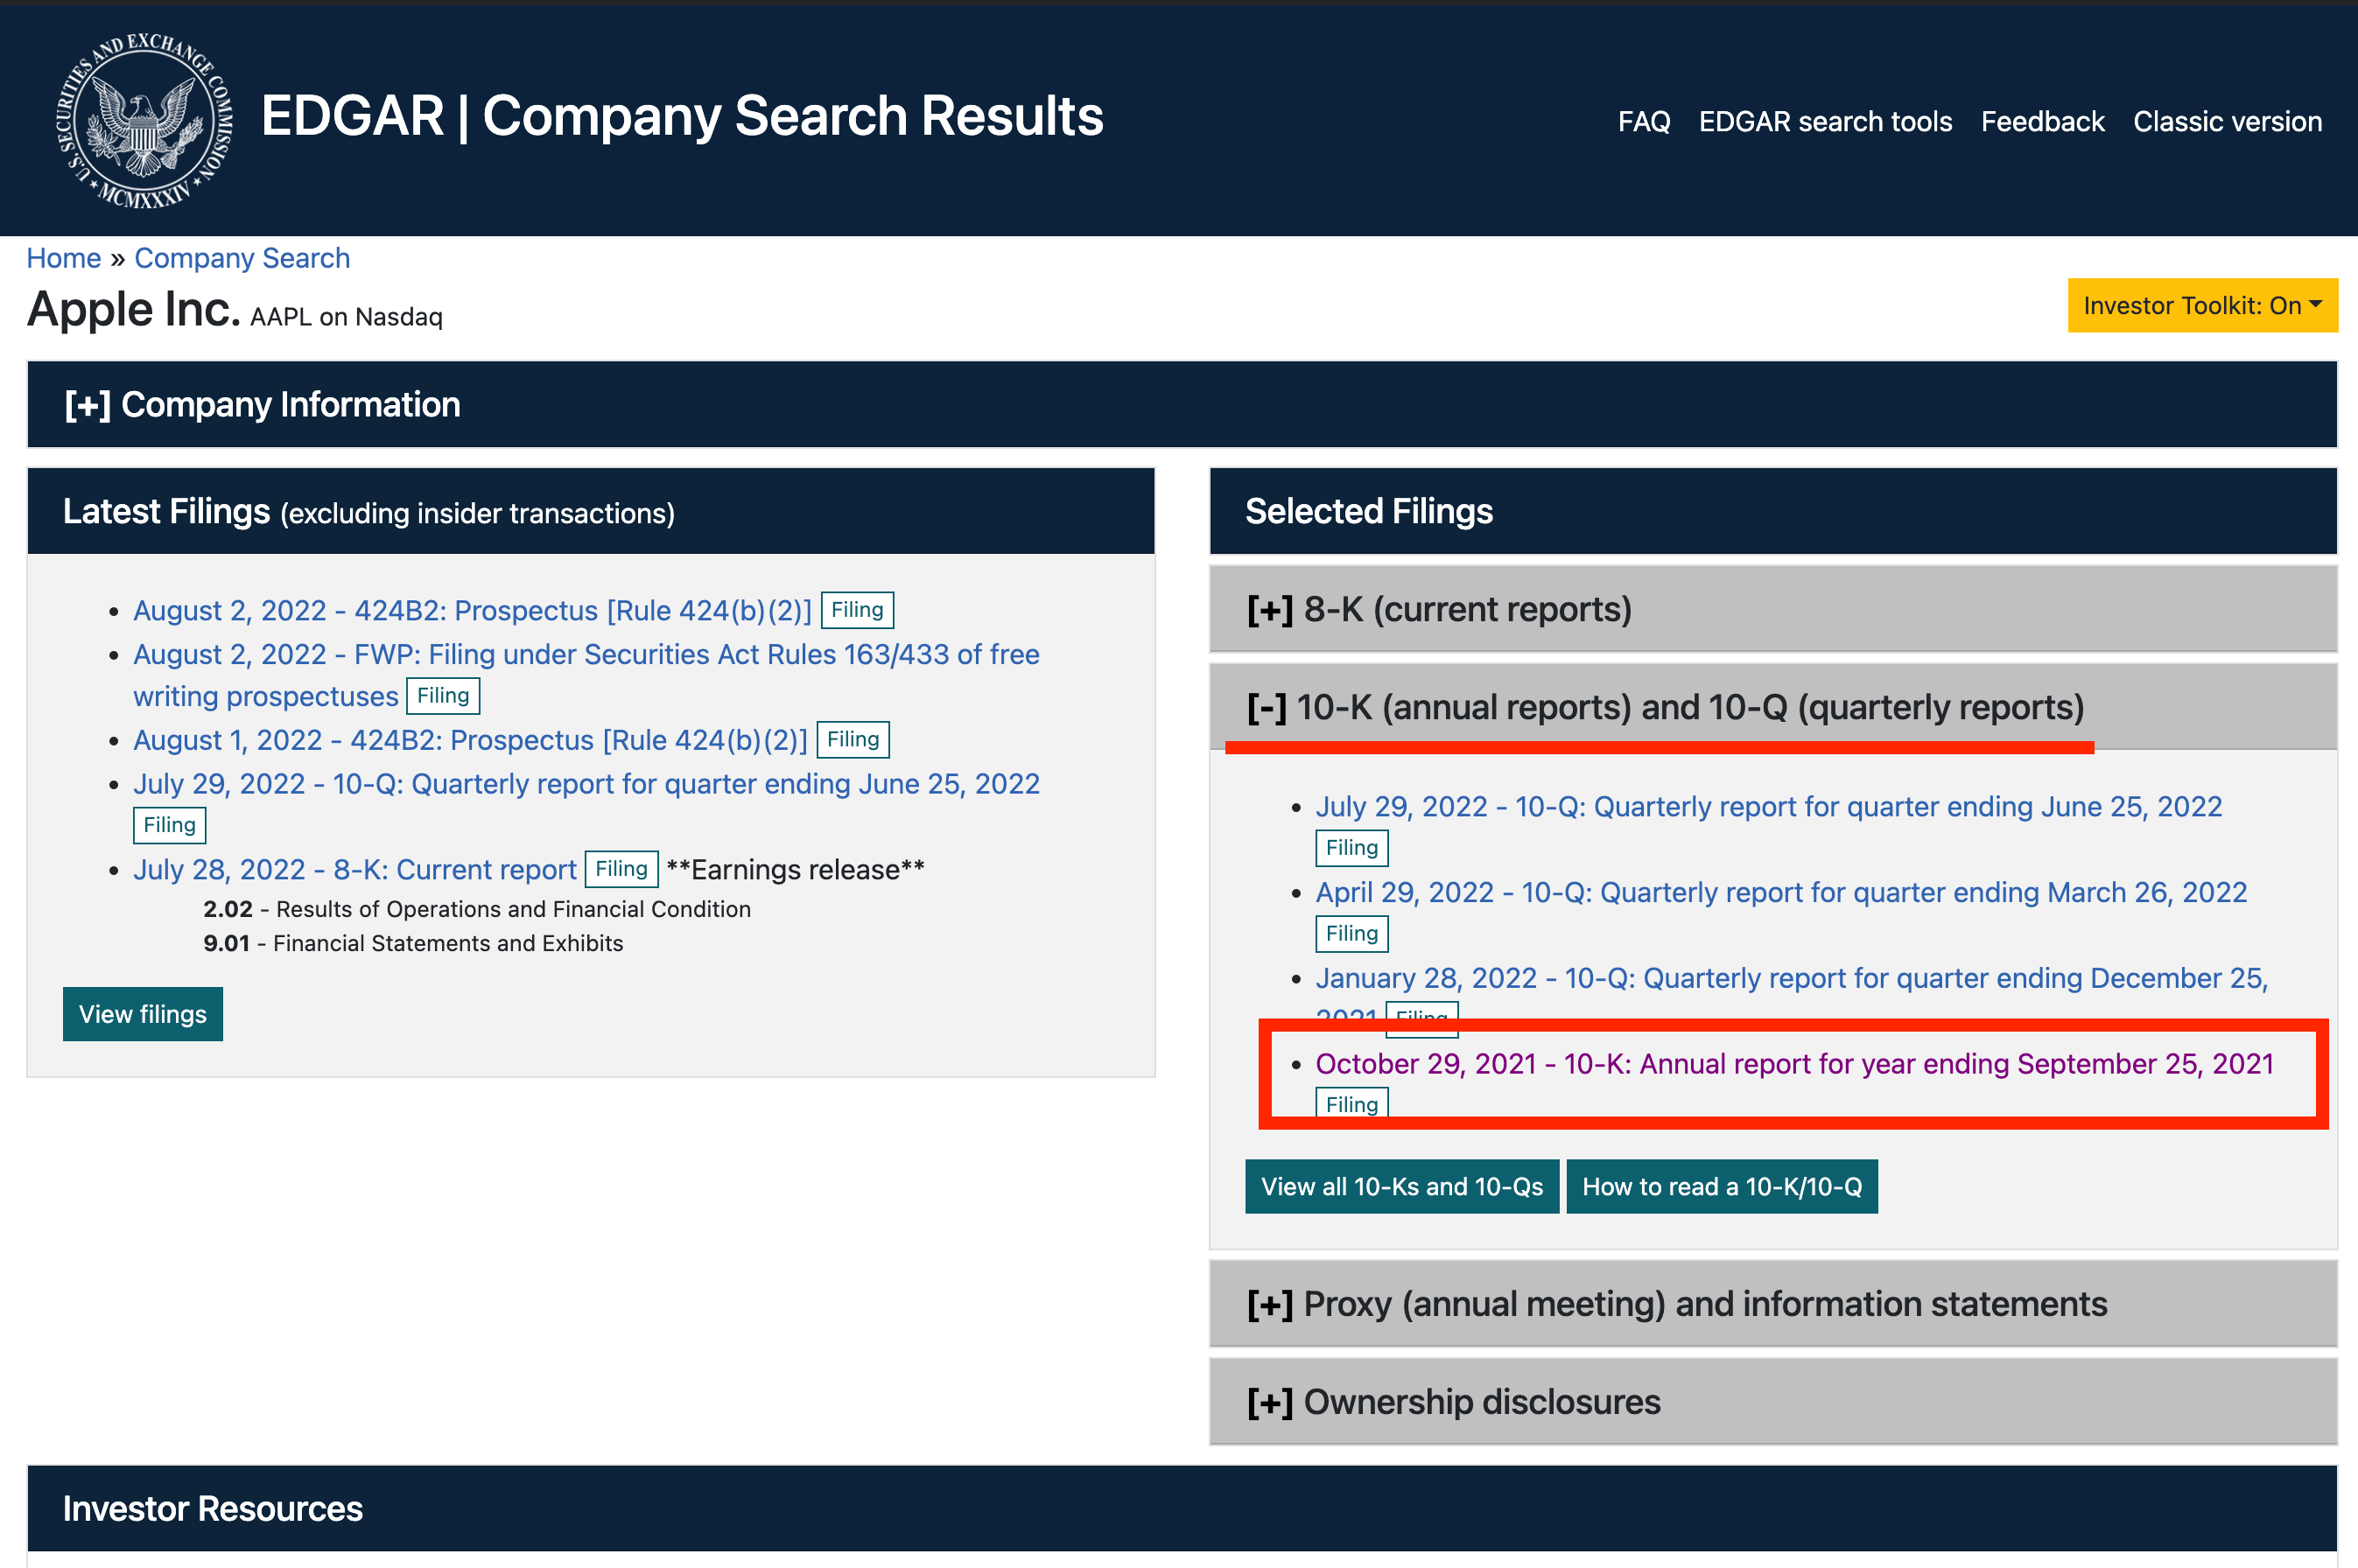 U.S. SECURITIES AND EXCHANGE COMMISSION
MCMXXXIV
EDGAR | Company Search Results
FAQ EDGAR search tools Feedback Classic version
Home » Company Search
Apple Inc. AAPL on Nasdaq
Investor Toolkit: On
[+] Company Information
Latest Filings (excluding insider transactions)
August 2, 2022 - 424B2: Prospectus [Rule 424(b)(2)] Filing
August 2, 2022 - FWP: Filing under Securities Act Rules 163/433 of free
writing prospectuses Filing
August 1, 2022 - 424B2: Prospectus [Rule 424(b)(2)] Filing
July 29, 2022 - 10-Q: Quarterly report for quarter ending June 25, 2022
Filing
July 28, 2022 - 8-K: Current report Filing **Earnings release**
2.02 - Results of Operations and Financial Condition
9.01 - Financial Statements and Exhibits
View filings
Selected Filings
[+] 8-K (current reports)
[-] 10-K (annual reports) and 10-Q (quarterly reports)
July 29, 2022 - 10-Q: Quarterly report for quarter ending June 25, 2022
Filing
April 29, 2022 - 10-Q: Quarterly report for quarter ending March 26, 2022
Filing
January 28, 2022 - 10-Q: Quarterly report for quarter ending December 25,
2021 Filing
October 29, 2021 - 10-K: Annual report for year ending September 25, 2021
Filing
View all 10-Ks and 10-Qs How to read a 10-K/10-Q
[+] Proxy (annual meeting) and information statements
[+] Ownership disclosures
Investor Resources